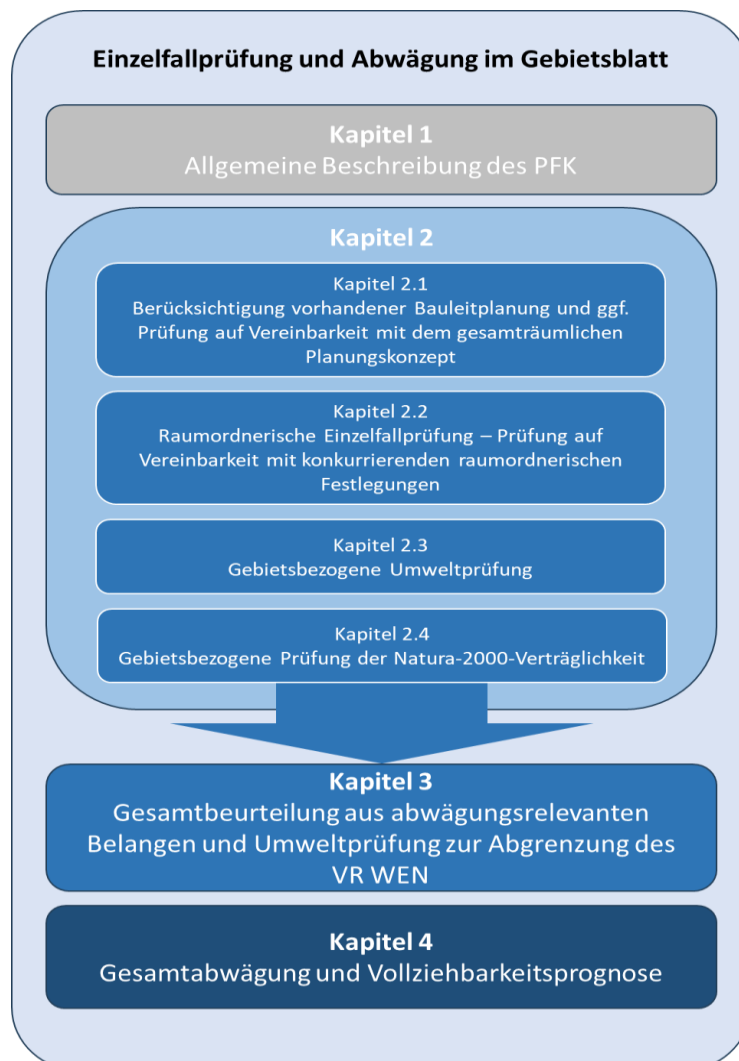 Einzelfallprüfung und Abwägung im Gebietsblatt
Kapitel 1
Allgemeine Beschreibung des PFK
Kapitel 2
Kapitel 2.1
Berücksichtigung vorhandener Bauleitplanung und ggf.
Prüfung auf Vereinbarkeit mit dem gesamträumlichen
Planungskonzept
Kapitel 2.2
Raumordnerische Einzelfallprüfung – Prüfung auf
Vereinbarkeit mit konkurrierenden raumordnerischen
Festlegungen
Kapitel 2.3
Gebietsbezogene Umweltprüfung
Kapitel 2.4
Gebietsbezogene Prüfung der Natura-2000-Verträglichkeit
Kapitel 3
Gesamtbeurteilung aus abwägungsrelevanten
Belangen und Umweltprüfung zur Abgrenzung des
VR WEN
Kapitel 4
Gesamtabwägung und Vollziehbarkeitsprognose